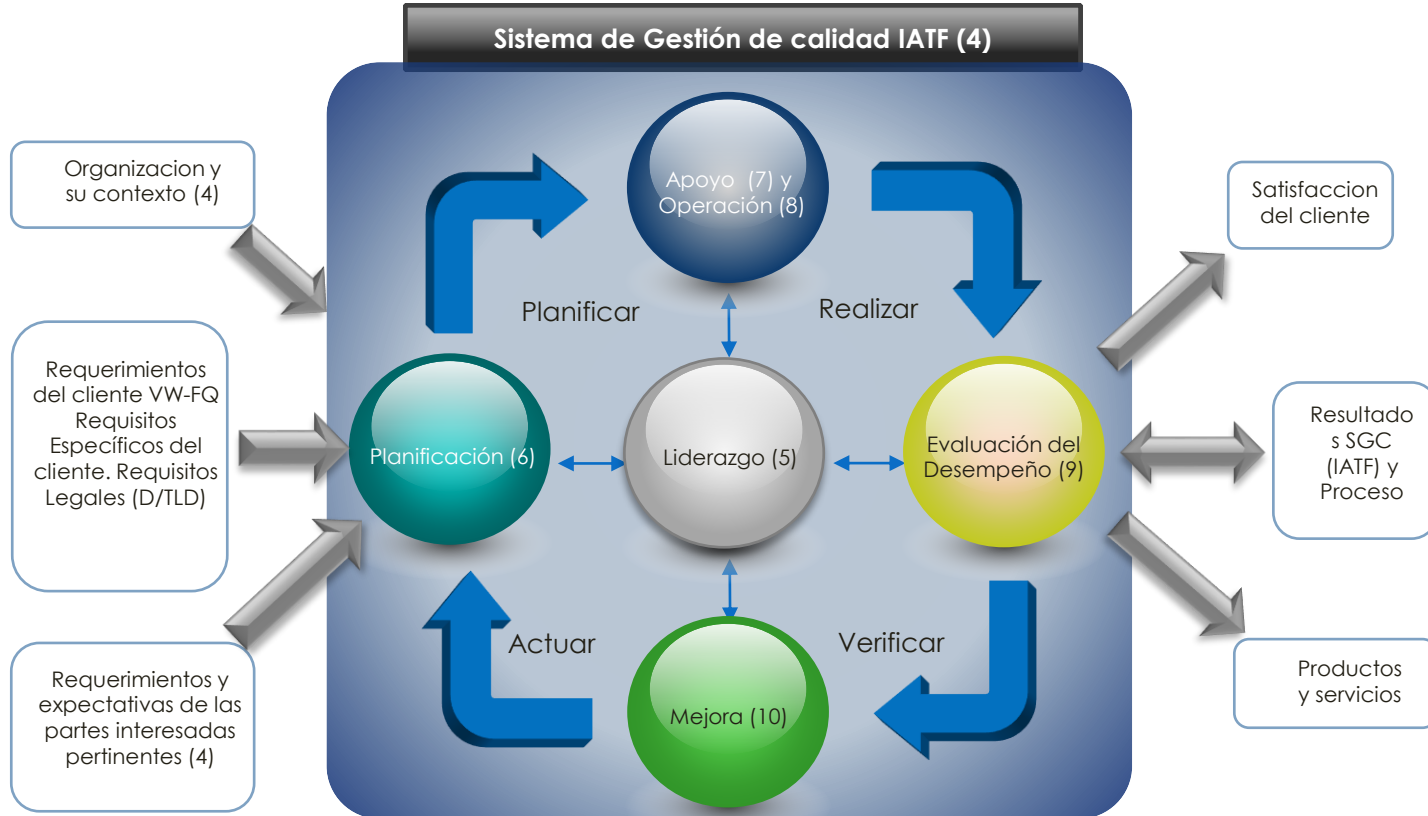 Sistema de Gestión de calidad IATF (4)
Organizacion y
su contexto (4)
Requerimientos
del cliente VW-FQ
Requisitos
Específicos del
cliente. Requisitos
Legales (D/TLD)
Requerimientos y
expectativas de las
partes interesadas
pertinentes (4)
Apoyo (7) y
Operación (8)
Planificar
Realizar
Planificación (6)
Liderazgo (5)
Evaluación del
Desempeño (9)
Actuar
Verificar
Mejora (10)
Satisfaccion
del cliente
Resultado
s SGC
(IATF) y
Proceso
Productos
y servicios